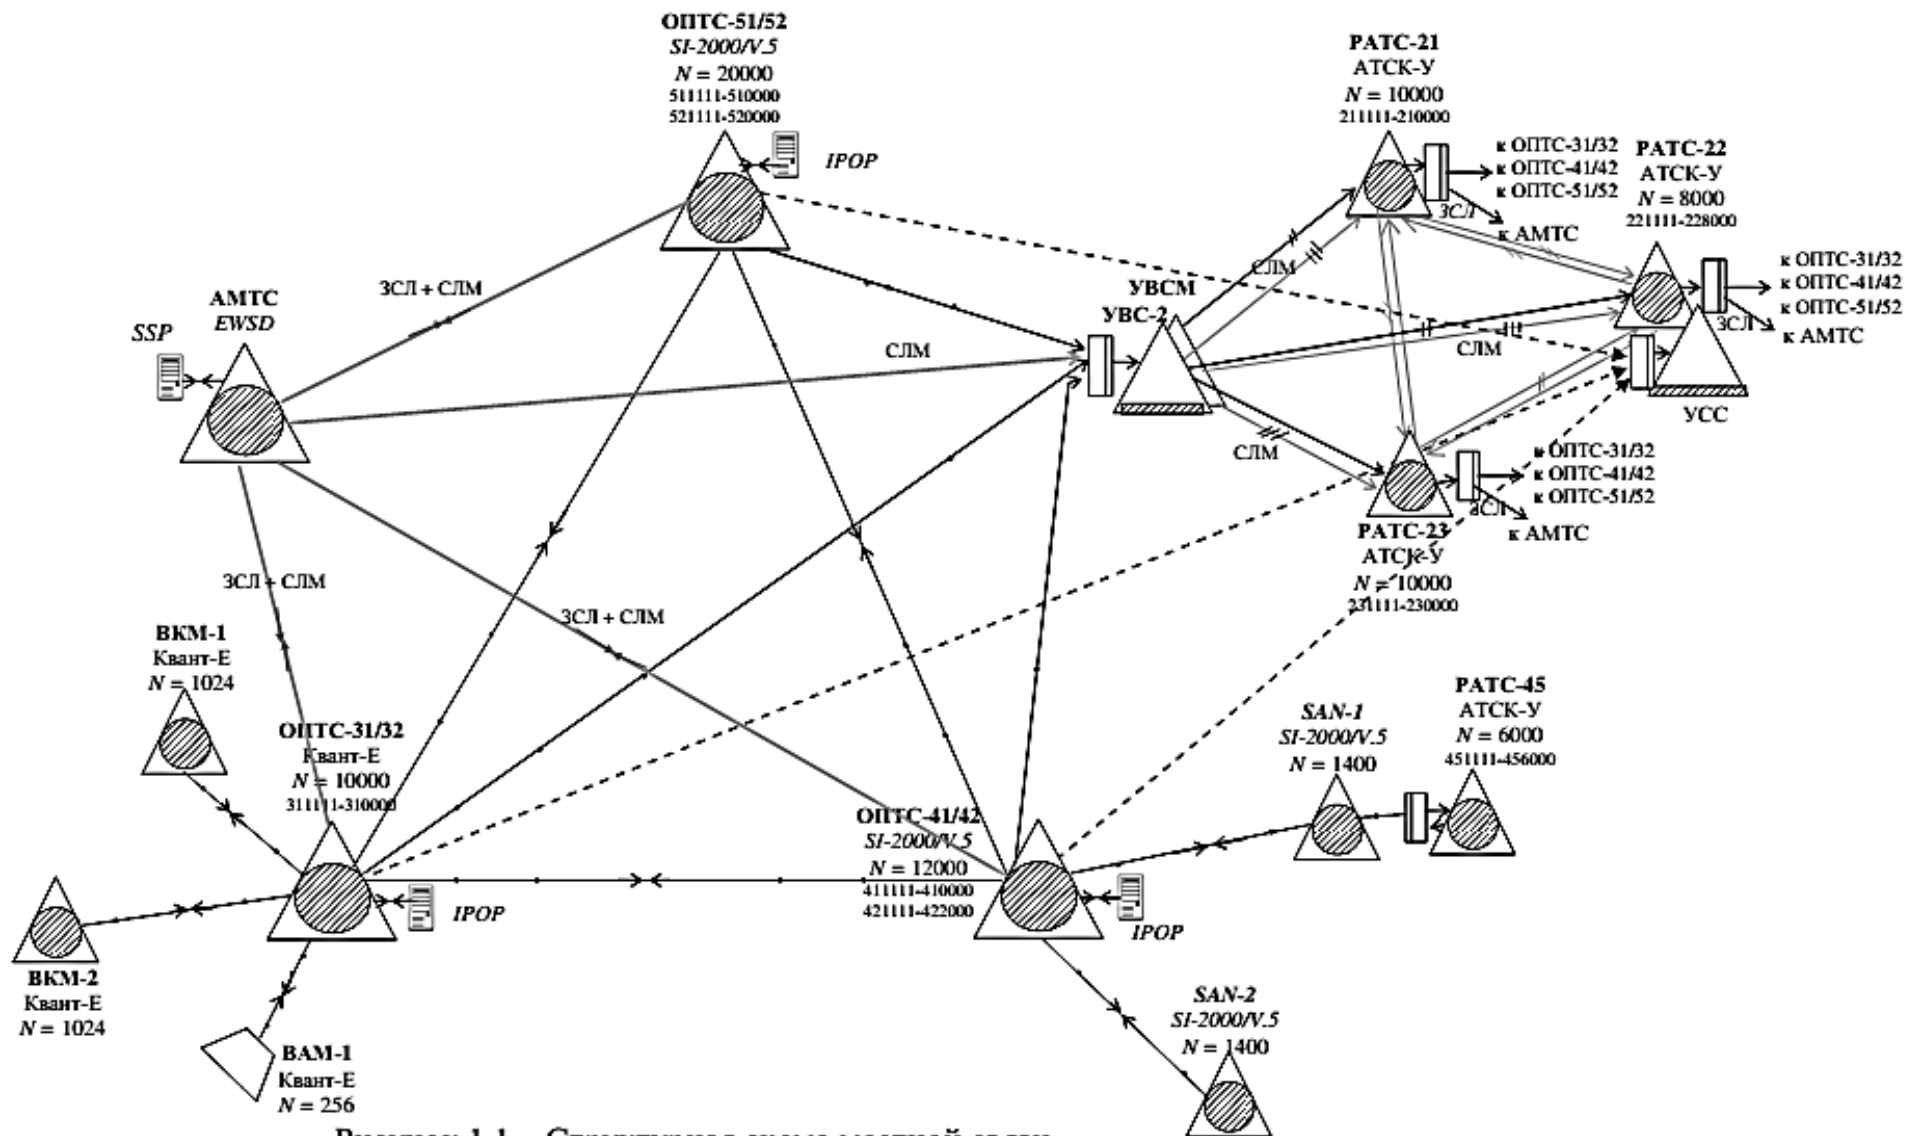 ОПТС-51/52
SI-2000/V.5
N = 20000
511111-510000
521111-520000
IPOP
РАТС-21
АТСК-У
N = 10000
211111-210000
к ОПТС-31/32
к ОПТС-41/42
к ОПТС-51/52
ЗСЛ
к АМТС
РАТС-22
АТСК-У
N = 8000
221111-228000
к ОПТС-31/32
к ОПТС-41/42
к ОПТС-51/52
ЗСЛ
к АМТС
АМТС
EWSD
SSP
ЗСЛ + СЛМ
СЛМ
УВСМ
УВС-2
СЛМ
СЛМ
СЛМ
УСС
к ОПТС-31/32
к ОПТС-41/42
к ОПТС-51/52
ЗСЛ
к АМТС
РАТС-23
АТСК-У
N = 10000
231111-230000
ЗСЛ + СЛМ
ЗСЛ + СЛМ
ВКМ-1
Квант-Е
N = 1024
ОПТС-31/32
Квант-Е
N = 10000
311111-310000
IPOP
ОПТС-41/42
SI-2000/V.5
N = 12000
411111-410000
421111-422000
IPOP
SAN-1
SI-2000/V.5
N = 1400
РАТС-45
АТСК-У
N = 6000
451111-456000
ВКМ-2
Квант-Е
N = 1024
ВАМ-1
Квант-Е
N = 256
SAN-2
SI-2000/V.5
N = 1400